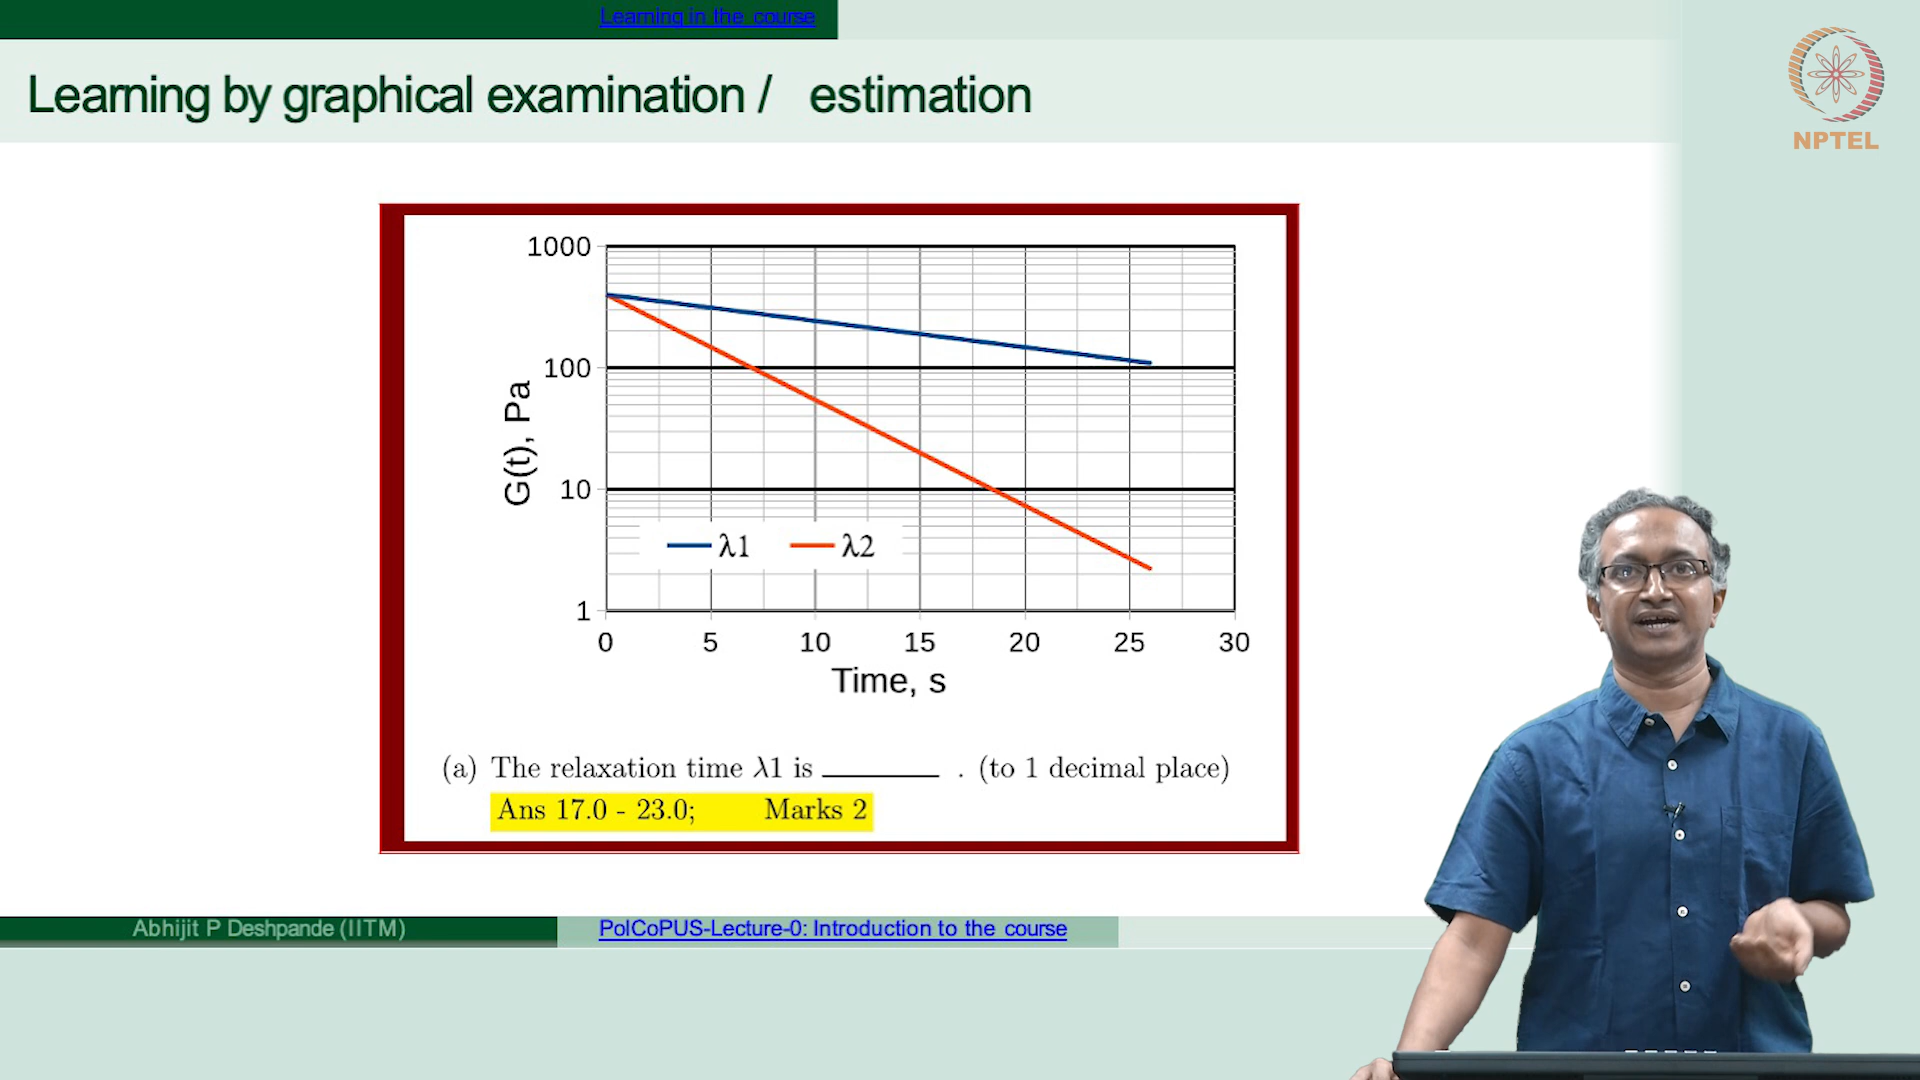 Learning in the course
Learning by graphical examination / estimation
NPTEL
1000
100
10
1
G(t), Pa
λ1 λ2
0 5 10 15 20 25 30
Time, s
(a) The relaxation time λ1 is ________ . (to 1 decimal place)
Ans 17.0 - 23.0; Marks 2
Abhijit P Deshpande (IITM)
PolCoPUS-Lecture-0: Introduction to the course